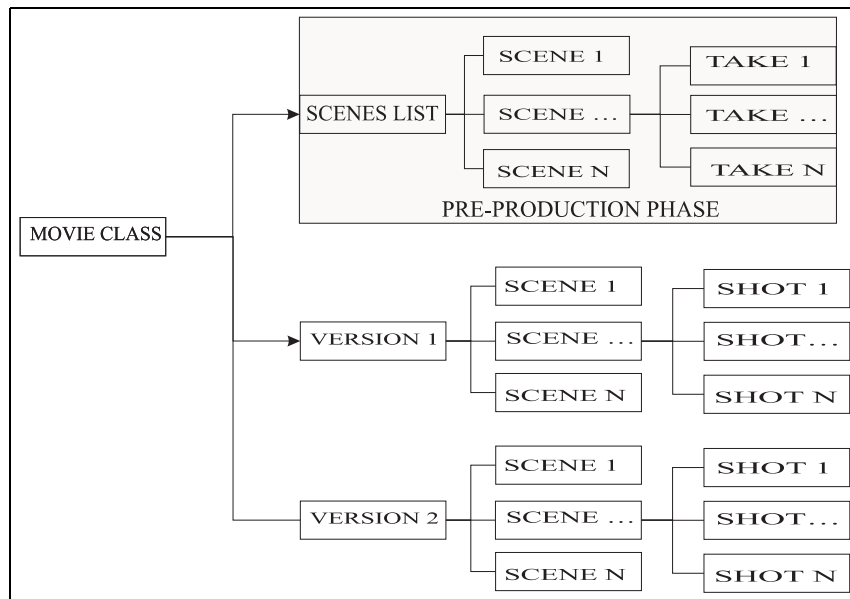 SCENE 1
TAKE 1
SCENES LIST
SCENE ...
TAKE ...
SCENE N
TAKE N
PRE-PRODUCTION PHASE
MOVIE CLASS
SCENE 1
SHOT 1
VERSION 1
SCENE ...
SHOT...
SCENE N
SHOT N
SCENE 1
SHOT 1
VERSION 2
SCENE ...
SHOT...
SCENE N
SHOT N